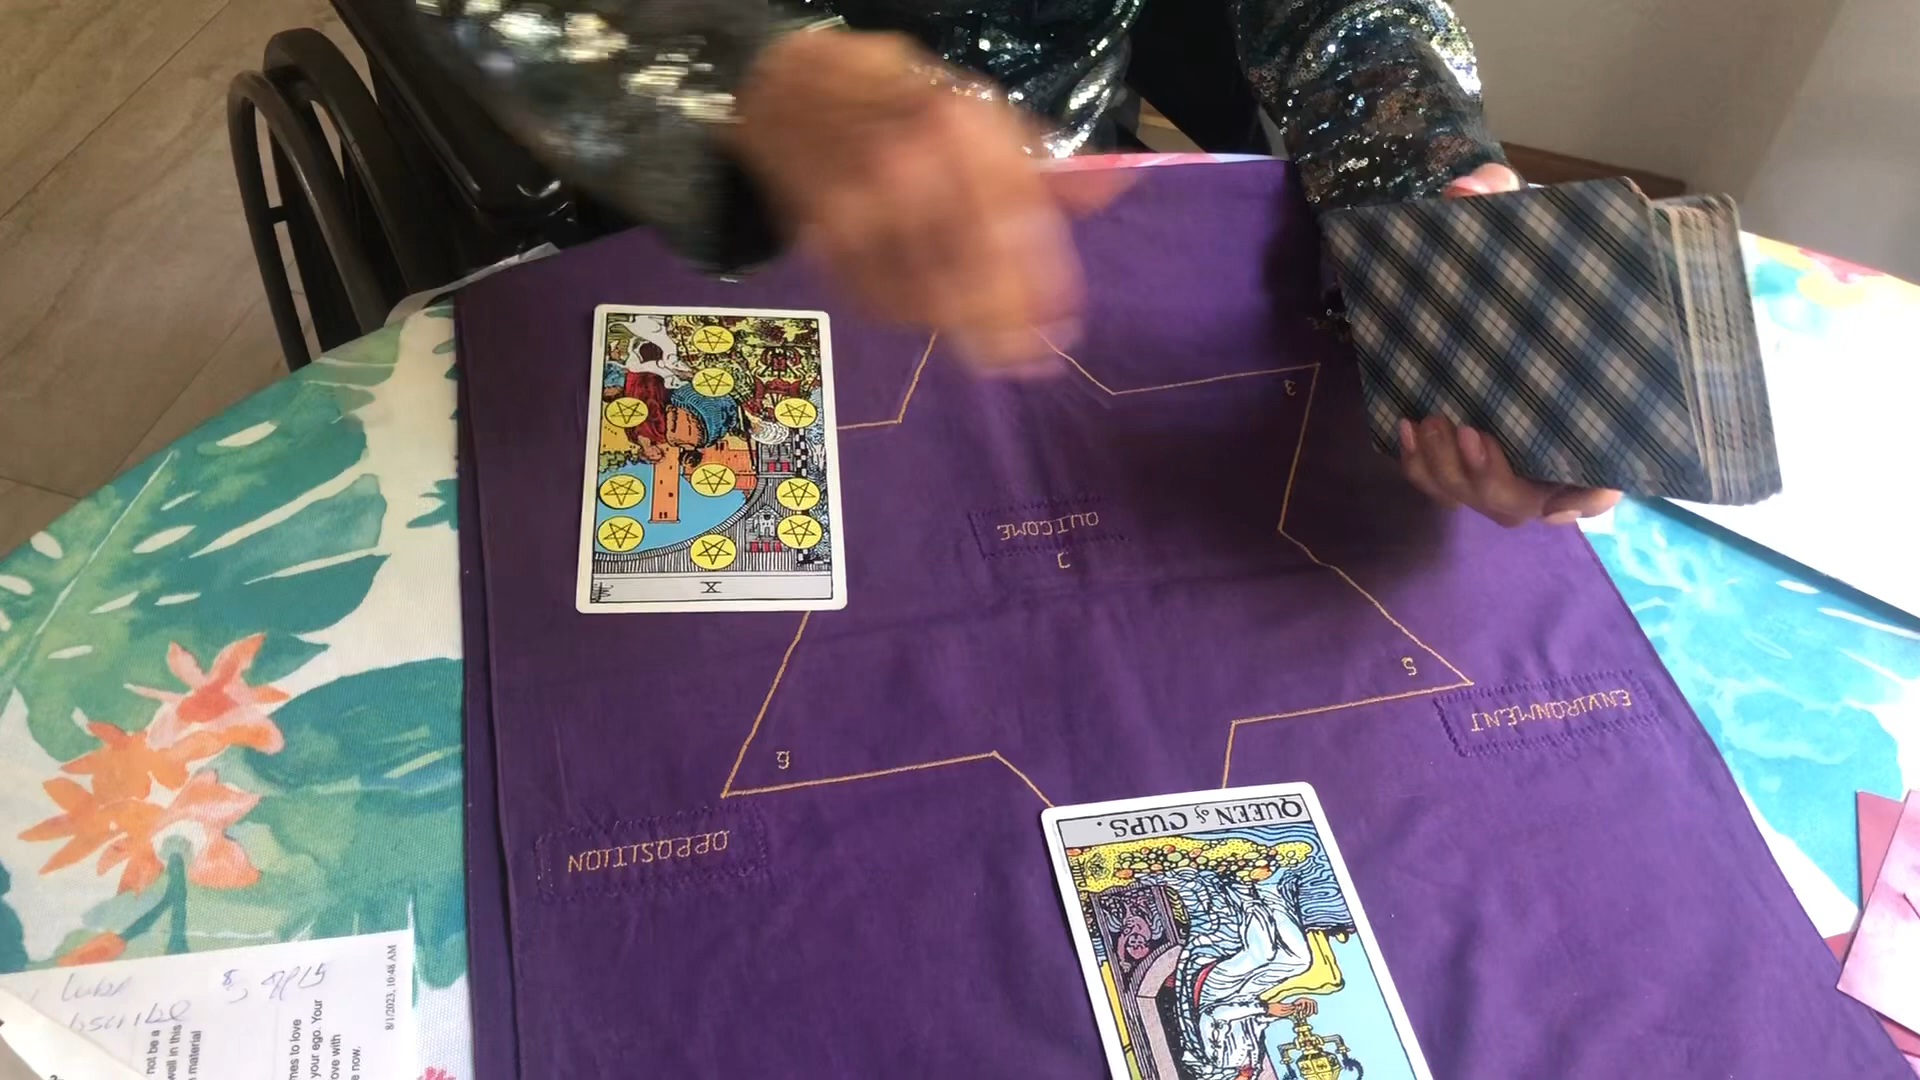 X
3
OUTCOME
7
5
ENVIRONMENT
6
OPPOSITION
QUEEN of CUPS.
not be a
well in this
material
mes to love
your ego. Your
ove with
now.
8/1/2023, 10:48 AM